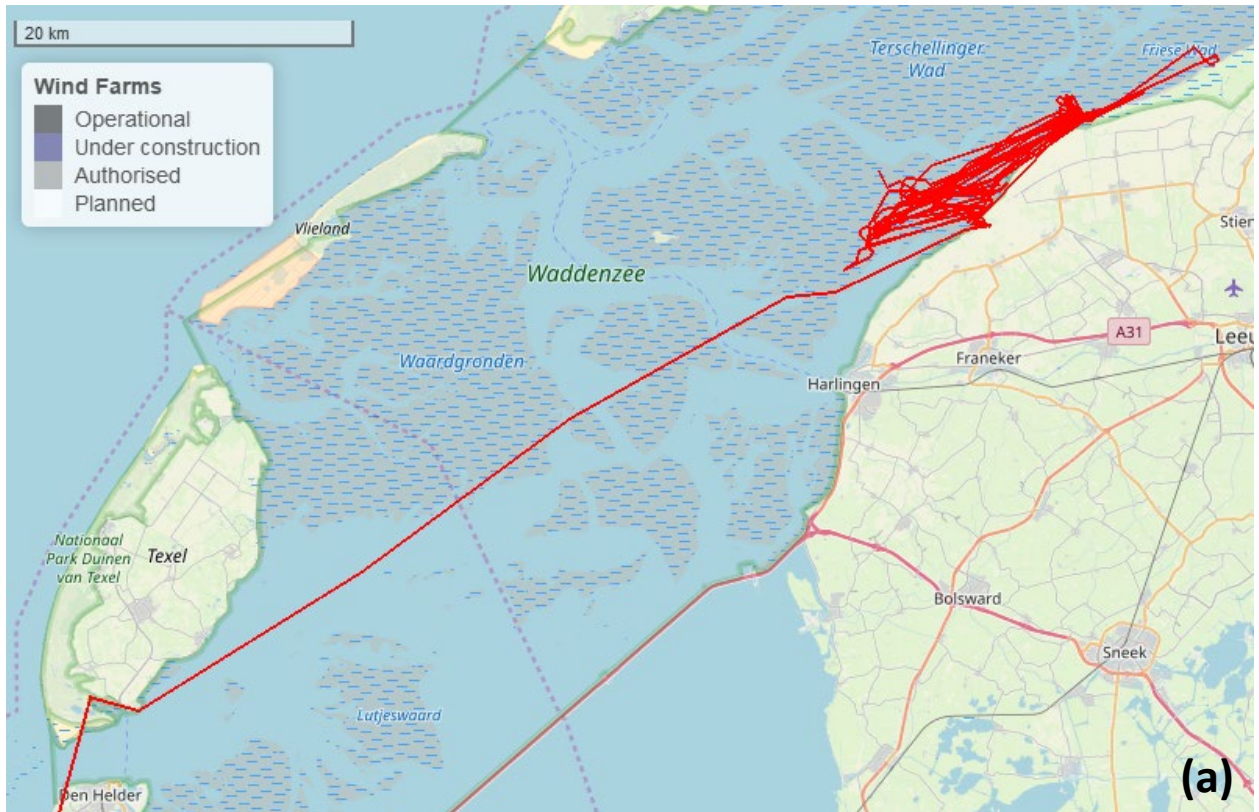 20 km
Wind Farms
Operational
Under construction
Authorised
Planned
Terschellinger
Wad
Friese Wad
Vlieland
Waddenzee
Stien
A31
Leeu
Waardgronden
Franeker
Harlingen
Nationaal
Park Duinen
van Texel
Texel
Bolsward
Sneek
Lutjeswaard
Den Helder
(a)